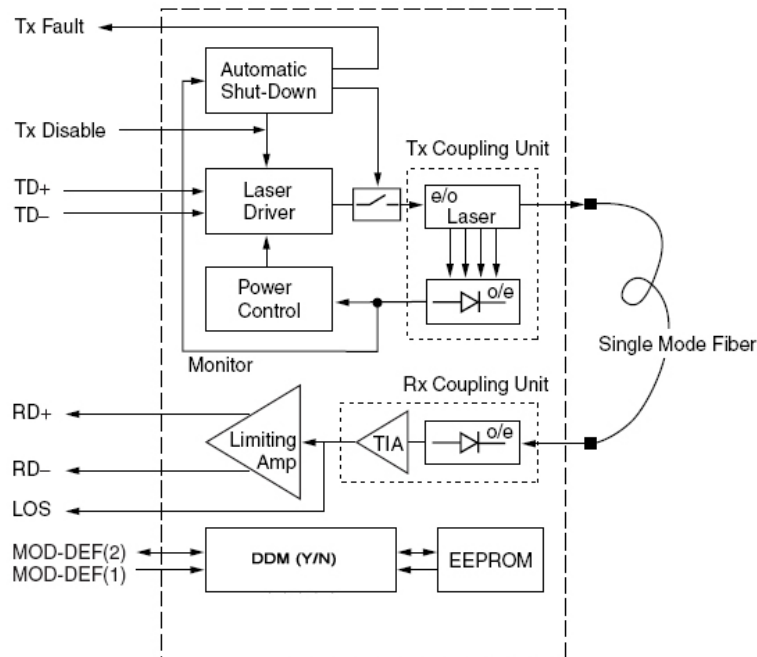 Tx Fault
Automatic
Shut-Down
Tx Disable
Tx Coupling Unit
TD+
TD–
Laser
Driver
e/o
Laser
Power
Control
o/e
Monitor
Single Mode Fiber
Rx Coupling Unit
RD+
RD–
LOS
Limiting
Amp
TIA
o/e
MOD-DEF(2)
MOD-DEF(1)
DDM (Y/N)
EEPROM